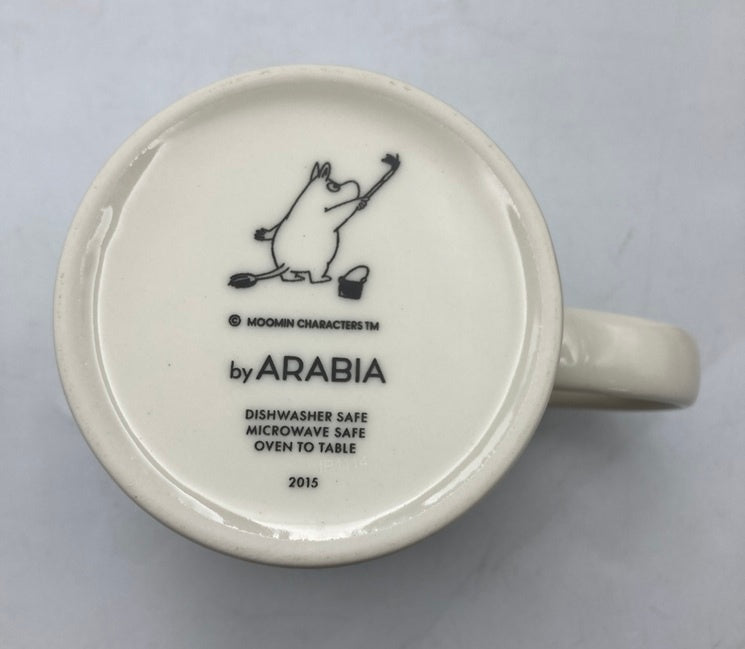 © MOOMIN CHARACTERS TM
by ARABIA
DISHWASHER SAFE
MICROWAVE SAFE
OVEN TO TABLE
2015